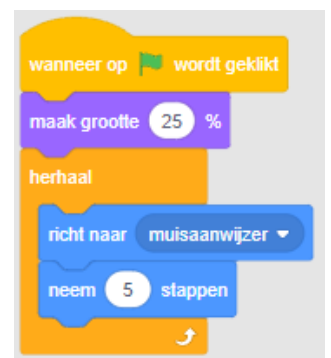 wanneer op wordt geklikt
maak grootte 25 %
herhaal
richt naar muisaanwijzer
neem 5 stappen